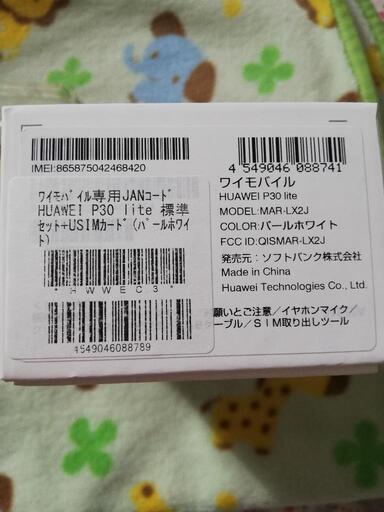 IMEI:865875042468420
4 549046 088741
ワイモバイル
HUAWEI P30 lite
MODEL:MAR-LX2J
COLOR:パールホワイト
FCC ID:QISMAR-LX2J
発売元：ソフトバンク株式会社
Made in China
Huawei Technologies Co., Ltd.
ﾜｲﾓﾊﾞｲﾙ専用JANｺｰﾄﾞ
HUAWEI P30 lite 標準
ｾｯﾄ+USIMｶｰﾄﾞ(ﾊﾟｰﾙﾎﾜｲ
ﾄ)
* H W W E C 3 *
4549046088789
願いとご注意／イヤホンマイク／
ーブル／ＳＩＭ取り出しツール